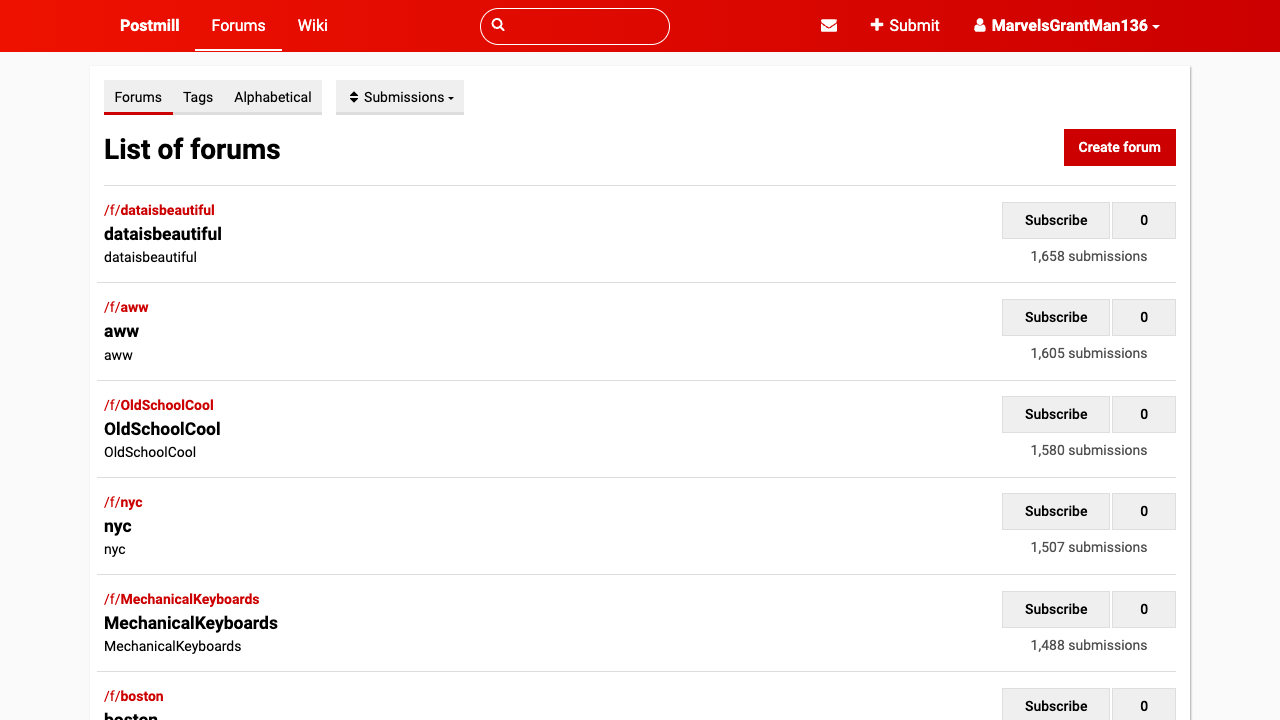 Postmill Forums Wiki Submit MarvelsGrantMan136
Forums Tags Alphabetical Submissions
List of forums Create forum
/f/dataisbeautiful
dataisbeautiful
dataisbeautiful
Subscribe 0
1,658 submissions
/f/aww
aww
aww
Subscribe 0
1,605 submissions
/f/OldSchoolCool
OldSchoolCool
OldSchoolCool
Subscribe 0
1,580 submissions
/f/nyc
nyc
nyc
Subscribe 0
1,507 submissions
/f/MechanicalKeyboards
MechanicalKeyboards
MechanicalKeyboards
Subscribe 0
1,488 submissions
/f/boston
boston
Subscribe 0